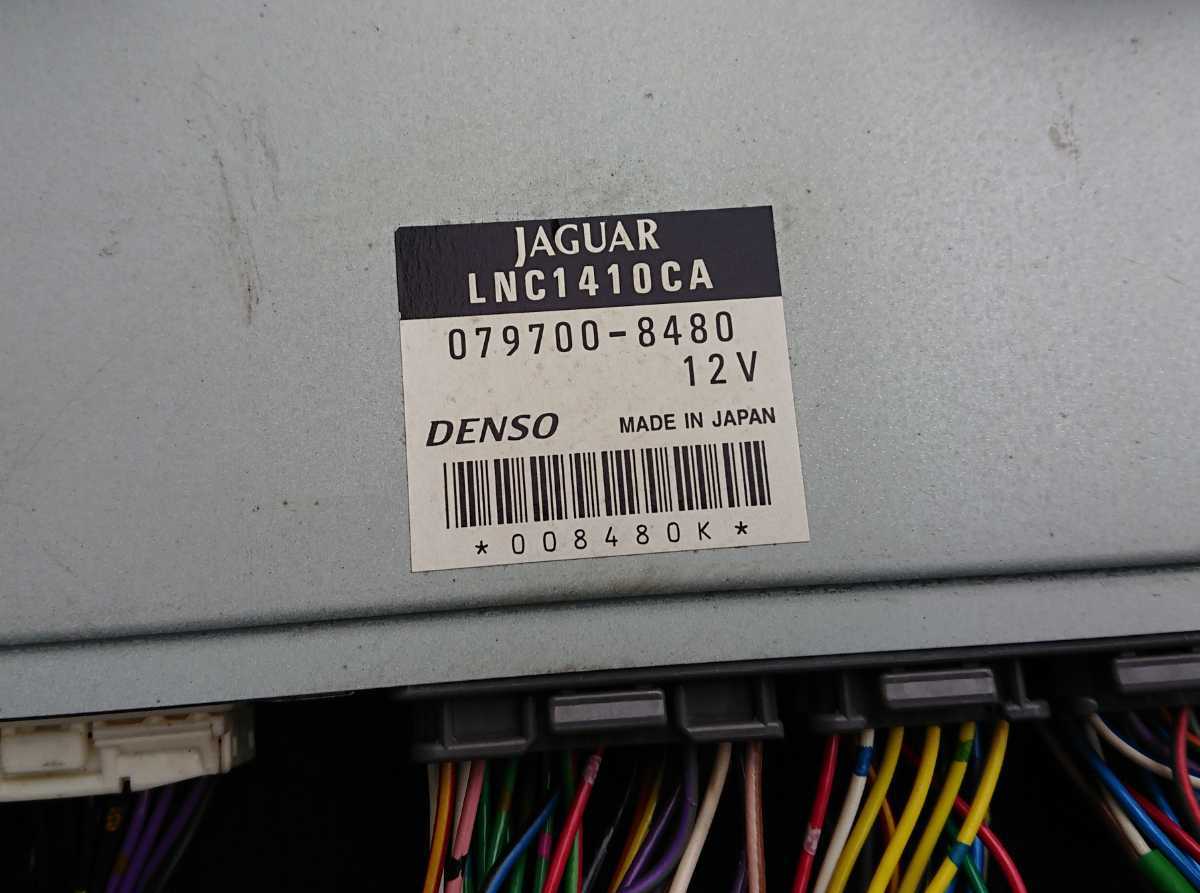 JAGUAR
LNC1410CA
079700-8480
12V
DENSO MADE IN JAPAN
*008480K*